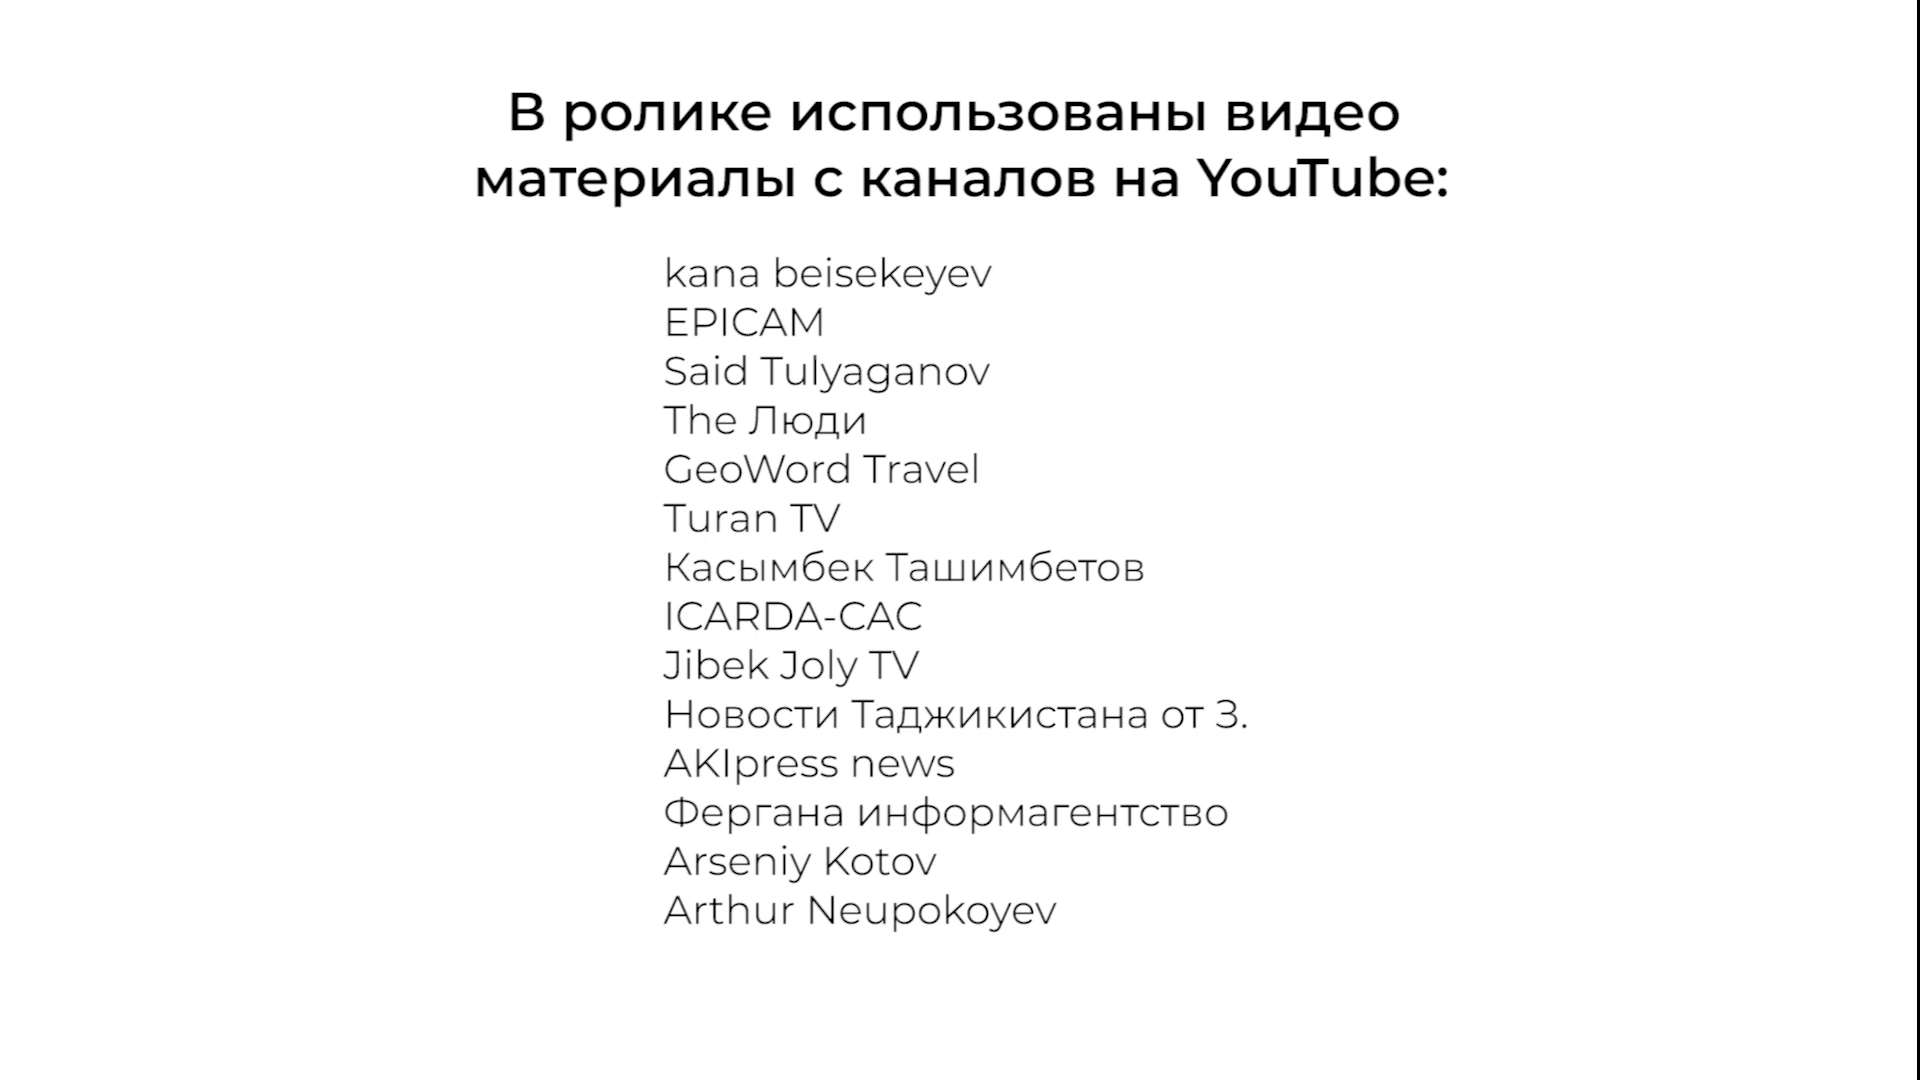 В ролике использованы видео
материалы с каналов на YouTube:
kana beisekeyev
EPICAM
Said Tulyaganov
The Люди
GeoWord Travel
Turan TV
Касымбек Ташимбетов
ICARDA-CAC
Jibek Joly TV
Новости Таджикистана от З.
AKIpress news
Фергана информагентство
Arseniy Kotov
Arthur Neupokoyev